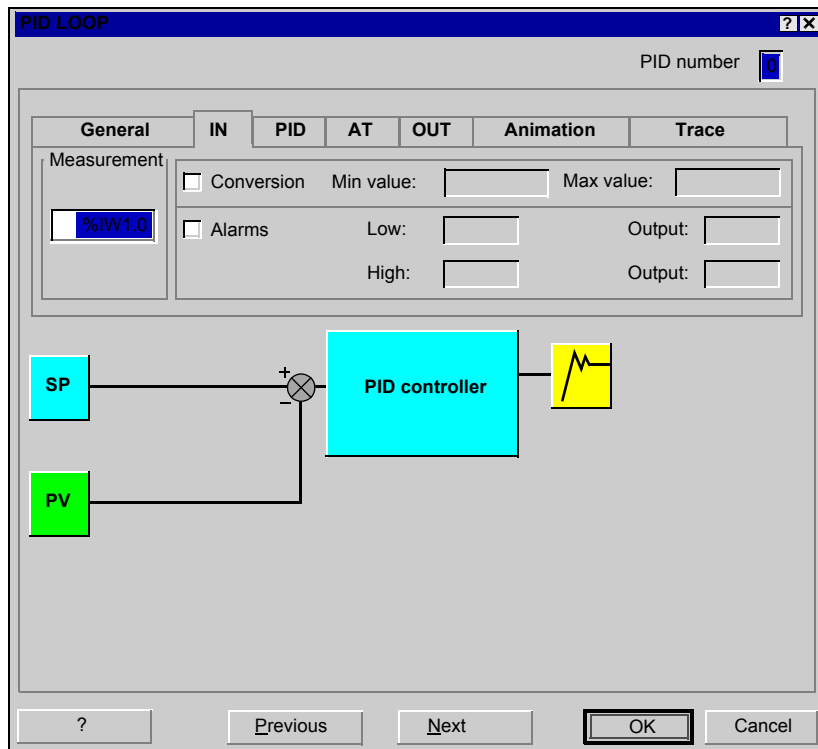 PID LOOP
? X
PID number 0
General IN PID AT OUT Animation Trace
Measurement
%IW1.0
Conversion Min value: Max value:
Alarms Low: Output:
High: Output:
SP
+
−
PID controller
PV
? Previous Next OK Cancel